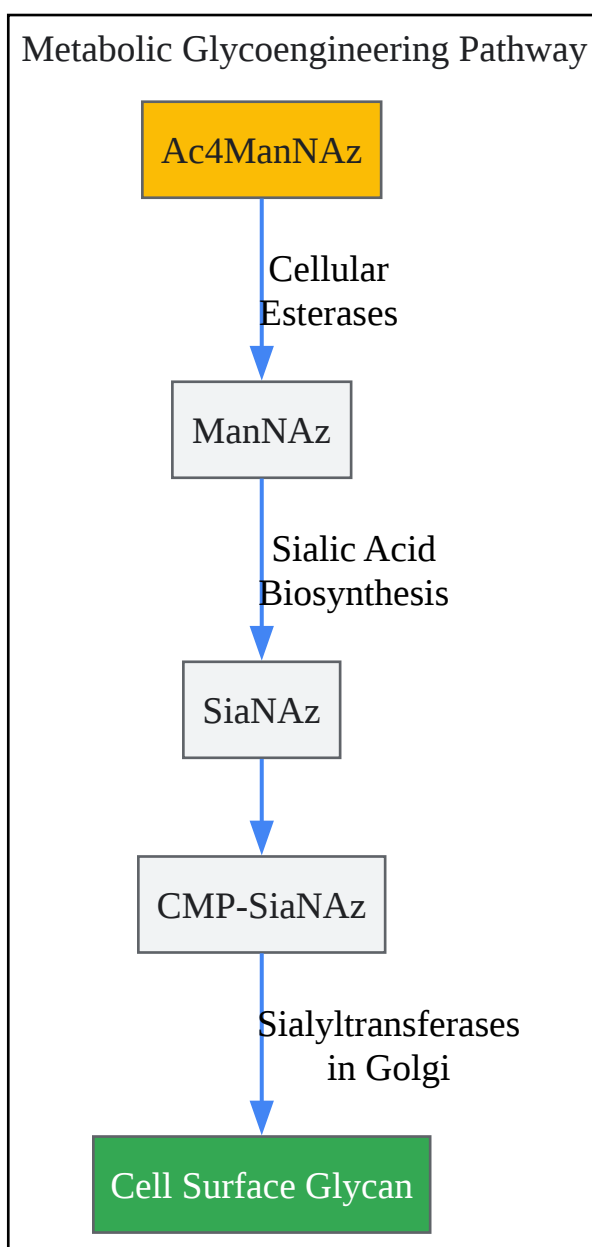 Metabolic Glycoengineering Pathway
Ac4ManNAz
Cellular
Esterases
ManNAz
Sialic Acid
Biosynthesis
SiaNAz
CMP-SiaNAz
Sialyltransferases
in Golgi
Cell Surface Glycan